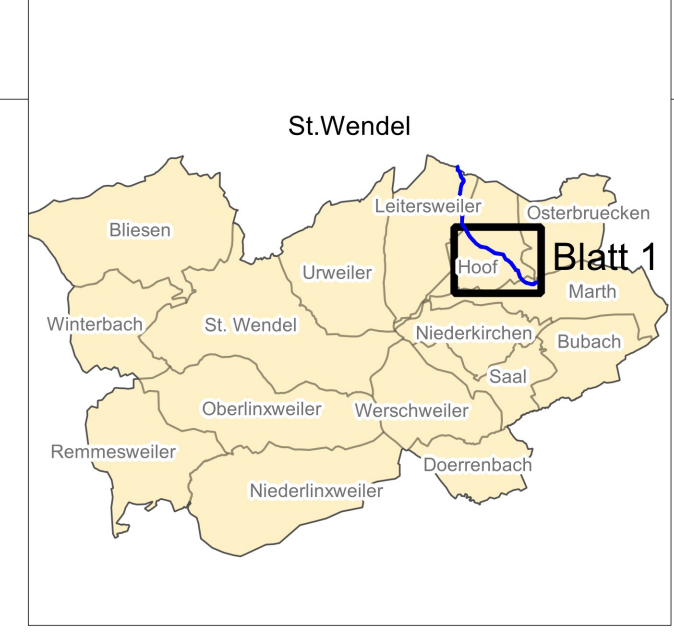 St.Wendel
Leitersweiler
Osterbruecken
Bliesen
Blatt 1
Hoof
Urweiler
Marth
Winterbach
St. Wendel
Niederkirchen
Bubach
Saal
Oberlinxweiler
Werschweiler
Remmesweiler
Doerrenbach
Niederlinxweiler